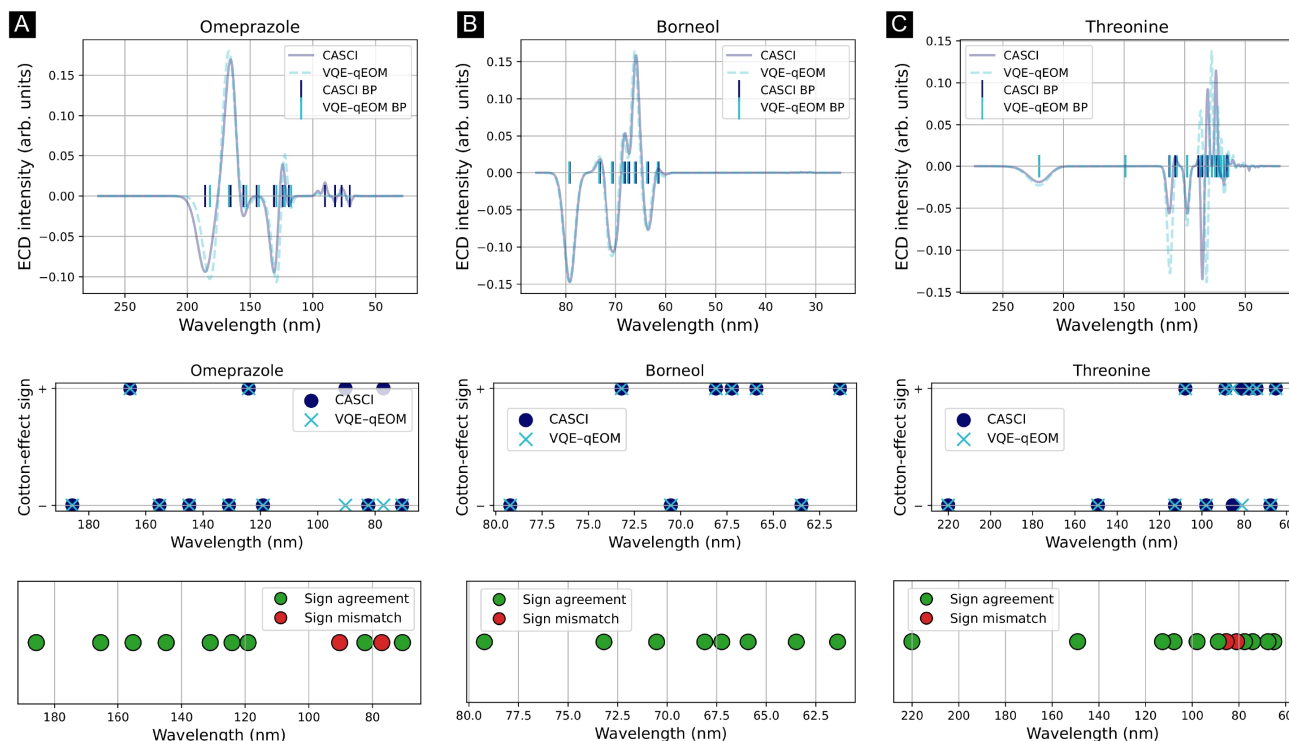 A
Omeprazole
CASCI
VQE–qEOM
CASCI BP
VQE–qEOM BP
ECD intensity (arb. units)
0.15
0.10
0.05
0.00
−0.05
−0.10
250 200 150 100 50
Wavelength (nm)
B
Borneol
CASCI
VQE–qEOM
CASCI BP
VQE–qEOM BP
ECD intensity (arb. units)
0.15
0.10
0.05
0.00
−0.05
−0.10
−0.15
80 70 60 50 40 30
Wavelength (nm)
C
Threonine
CASCI
VQE–qEOM
CASCI BP
VQE–qEOM BP
ECD intensity (arb. units)
0.15
0.10
0.05
0.00
−0.05
−0.10
−0.15
250 200 150 100 50
Wavelength (nm)
Omeprazole
Cotton-effect sign
+
−
CASCI
VQE–qEOM
180 160 140 120 100 80
Wavelength (nm)
Borneol
Cotton-effect sign
+
−
CASCI
VQE–qEOM
80.0 77.5 75.0 72.5 70.0 67.5 65.0 62.5
Wavelength (nm)
Threonine
Cotton-effect sign
+
−
CASCI
VQE–qEOM
220 200 180 160 140 120 100 80 60
Wavelength (nm)
Sign agreement
Sign mismatch
180 160 140 120 100 80
Wavelength (nm)
Sign agreement
Sign mismatch
80.0 77.5 75.0 72.5 70.0 67.5 65.0 62.5
Wavelength (nm)
Sign agreement
Sign mismatch
220 200 180 160 140 120 100 80 60
Wavelength (nm)